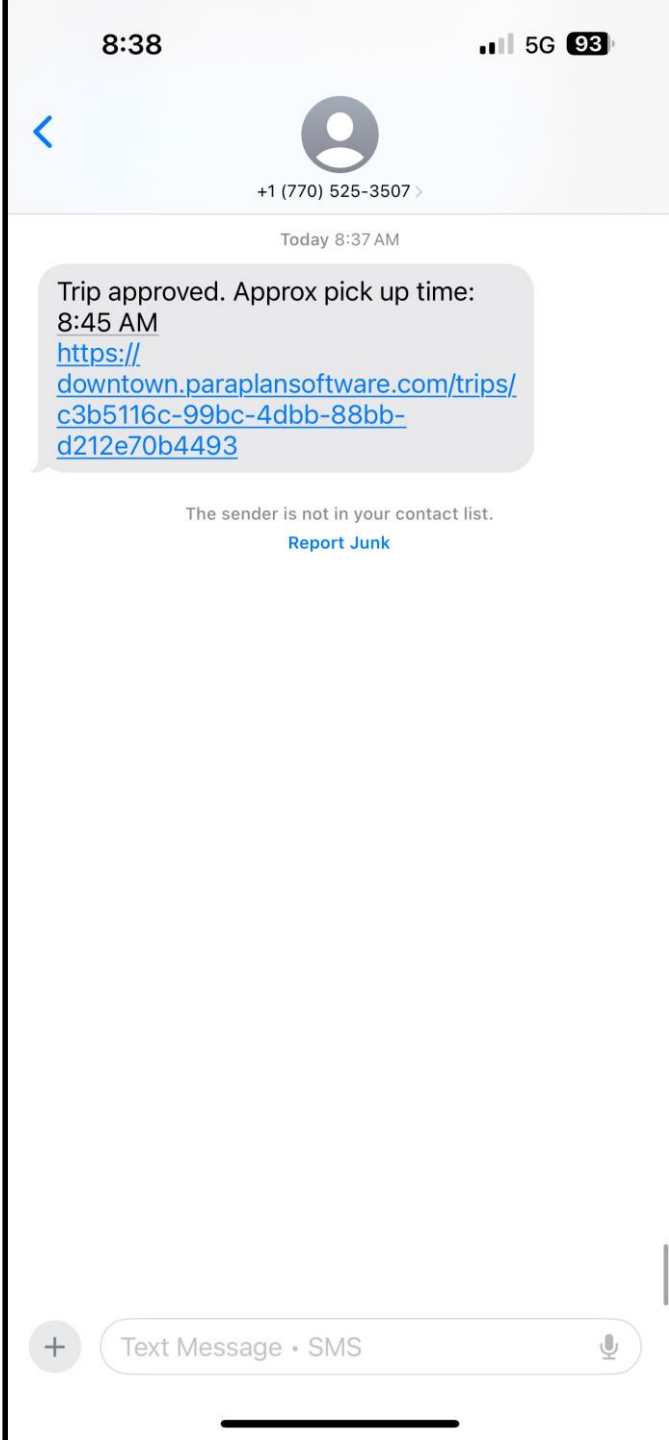 8:38
5G 93
+1 (770) 525-3507
Today 8:37 AM
Trip approved. Approx pick up time:
8:45 AM
https://
downtown.paraplansoftware.com/trips/
c3b5116c-99bc-4dbb-88bb-
d212e70b4493
The sender is not in your contact list.
Report Junk
Text Message • SMS